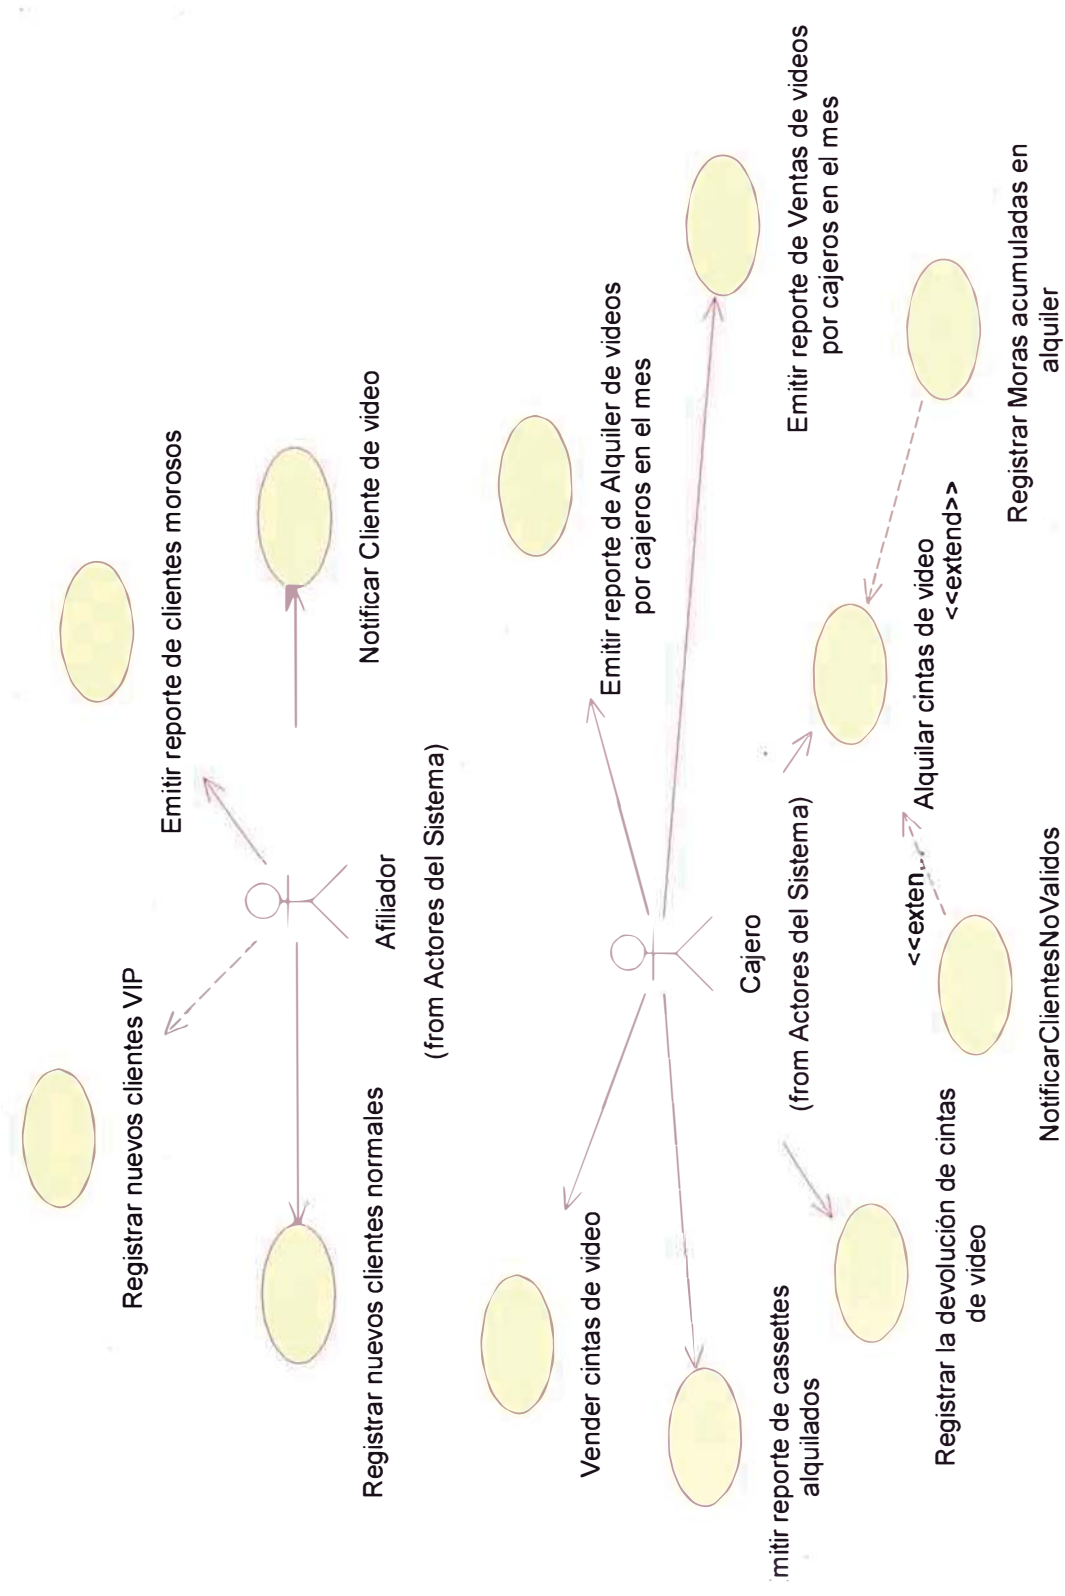 Registrar nuevos clientes VIP
Emitir reporte de clientes morosos
Registrar nuevos clientes normales
Afiliador
(from Actores del Sistema)
Notificar Cliente de video
Vender cintas de video
Emitir reporte de Alquiler de videos
por cajeros en el mes
mitir reporte de cassettes
alquilados
Cajero
(from Actores del Sistema)
Emitir reporte de Ventas de videos
por cajeros en el mes
Registrar la devolución de cintas
de video
<<exten..
Alquilar cintas de video
<<extend>>
NotificarClientesNoValidos
Registrar Moras acumuladas en
alquiler